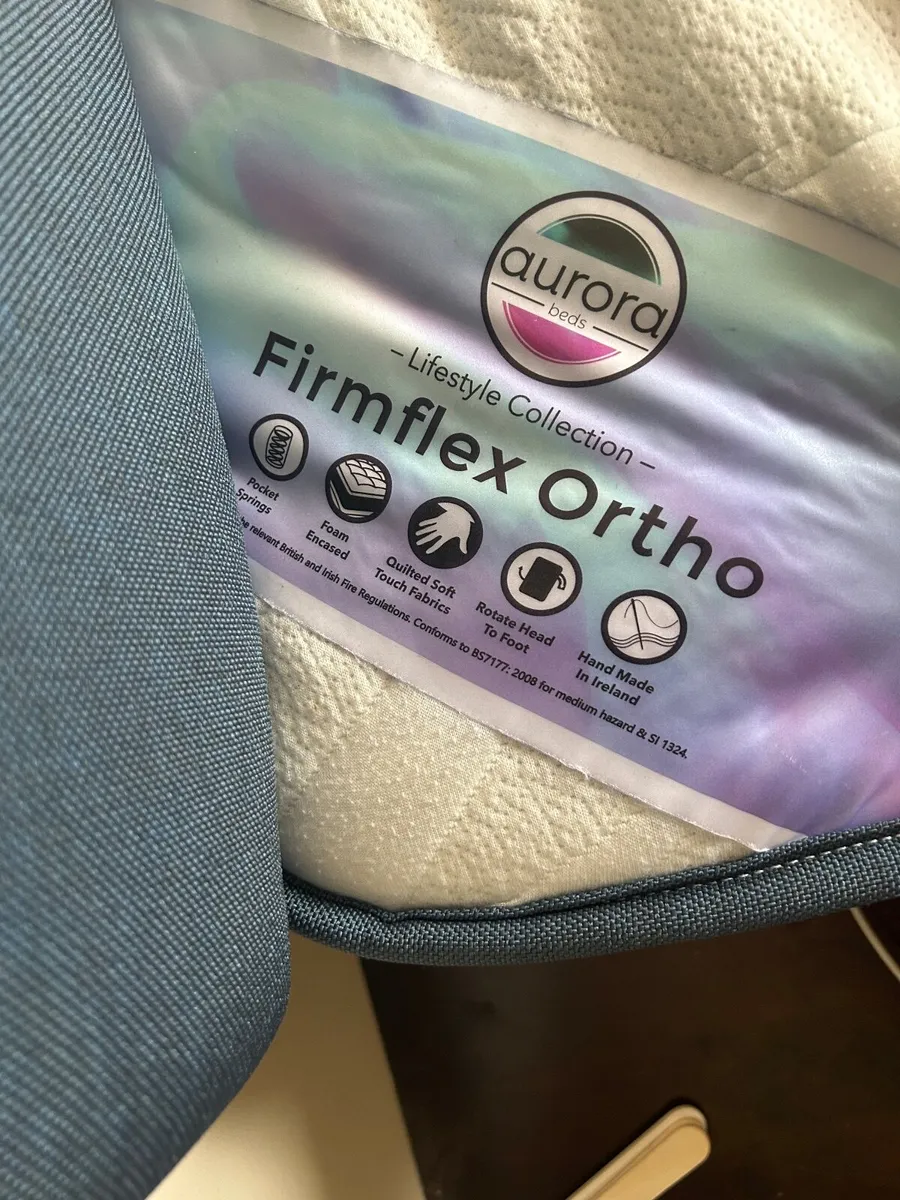 aurora
beds
– Lifestyle Collection –
Firmflex Ortho
Pocket
Springs
Foam
Encased
Quilted Soft
Touch Fabrics
Rotate Head
To Foot
Hand Made
In Ireland
he relevant British and Irish Fire Regulations. Conforms to BS7177: 2008 for medium hazard & SI 1324.